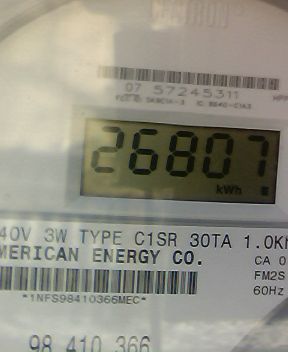 07 57245311
26807
kWh
40V 3W TYPE C1SR 30TA 1.0K
MERICAN ENERGY CO.
CA 0
FM2S
60Hz
*1NFS98410366MEC*
98 410 366